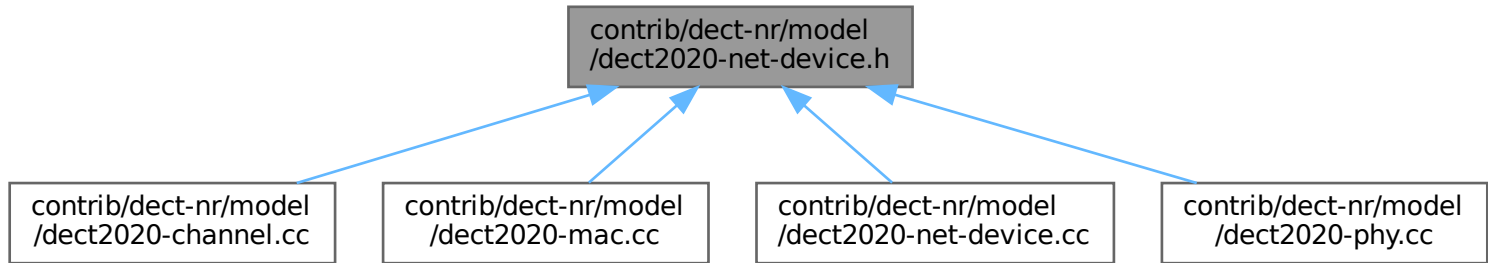 contrib/dect-nr/model
/dect2020-net-device.h
contrib/dect-nr/model
/dect2020-channel.cc
contrib/dect-nr/model
/dect2020-mac.cc
contrib/dect-nr/model
/dect2020-net-device.cc
contrib/dect-nr/model
/dect2020-phy.cc